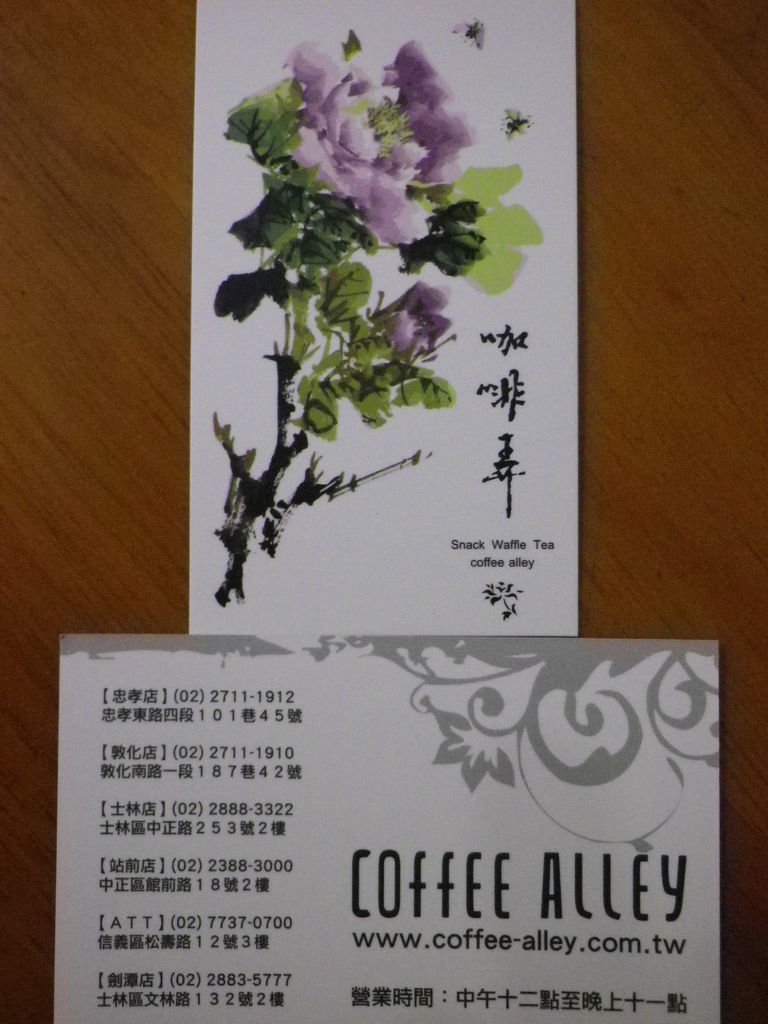 咖啡弄
Snack Waffle Tea
coffee alley
【忠孝店】(02) 2711-1912
忠孝東路四段１０１巷４５號
【敦化店】(02) 2711-1910
敦化南路一段１８７巷４２號
【士林店】(02) 2888-3322
士林區中正路２５３號２樓
【站前店】(02) 2388-3000
中正區館前路１８號２樓
【ＡＴＴ】(02) 7737-0700
信義區松壽路１２號３樓
【劍潭店】(02) 2883-5777
士林區文林路１３２號２樓
COFFEE ALLEY
www.coffee-alley.com.tw
營業時間：中午十二點至晚上十一點